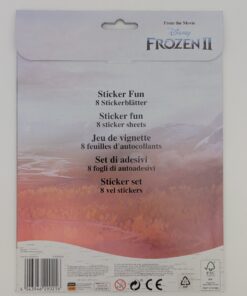 From the Movie
Disney
FROZEN II
Sticker Fun
8 Stickerblätter
Sticker fun
8 sticker sheets
Jeu de vignette
8 feuilles d'autocollants
Set di adesivi
8 fogli di autoadesivi
Sticker set
8 vel stickers